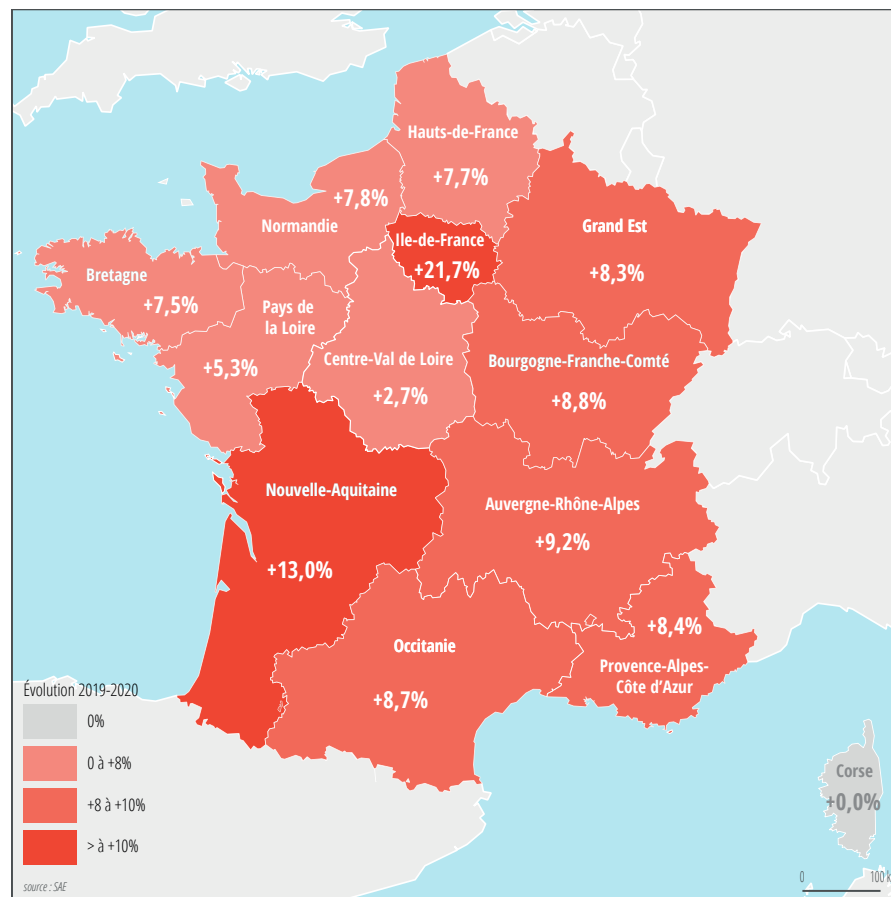 Hauts-de-France
+7,7%
+7,8%
Normandie
Ile-de-France
+21,7%
Grand Est
+8,3%
Bretagne
+7,5%
Pays de
la Loire
+5,3%
Centre-Val de Loire
+2,7%
Bourgogne-Franche-Comté
+8,8%
Nouvelle-Aquitaine
+13,0%
Auvergne-Rhône-Alpes
+9,2%
Occitanie
+8,7%
+8,4%
Provence-Alpes-
Côte d’Azur
Corse
+0,0%
Évolution 2019-2020
0%
0 à +8%
+8 à +10%
> à +10%
source : SAE
0 100 k